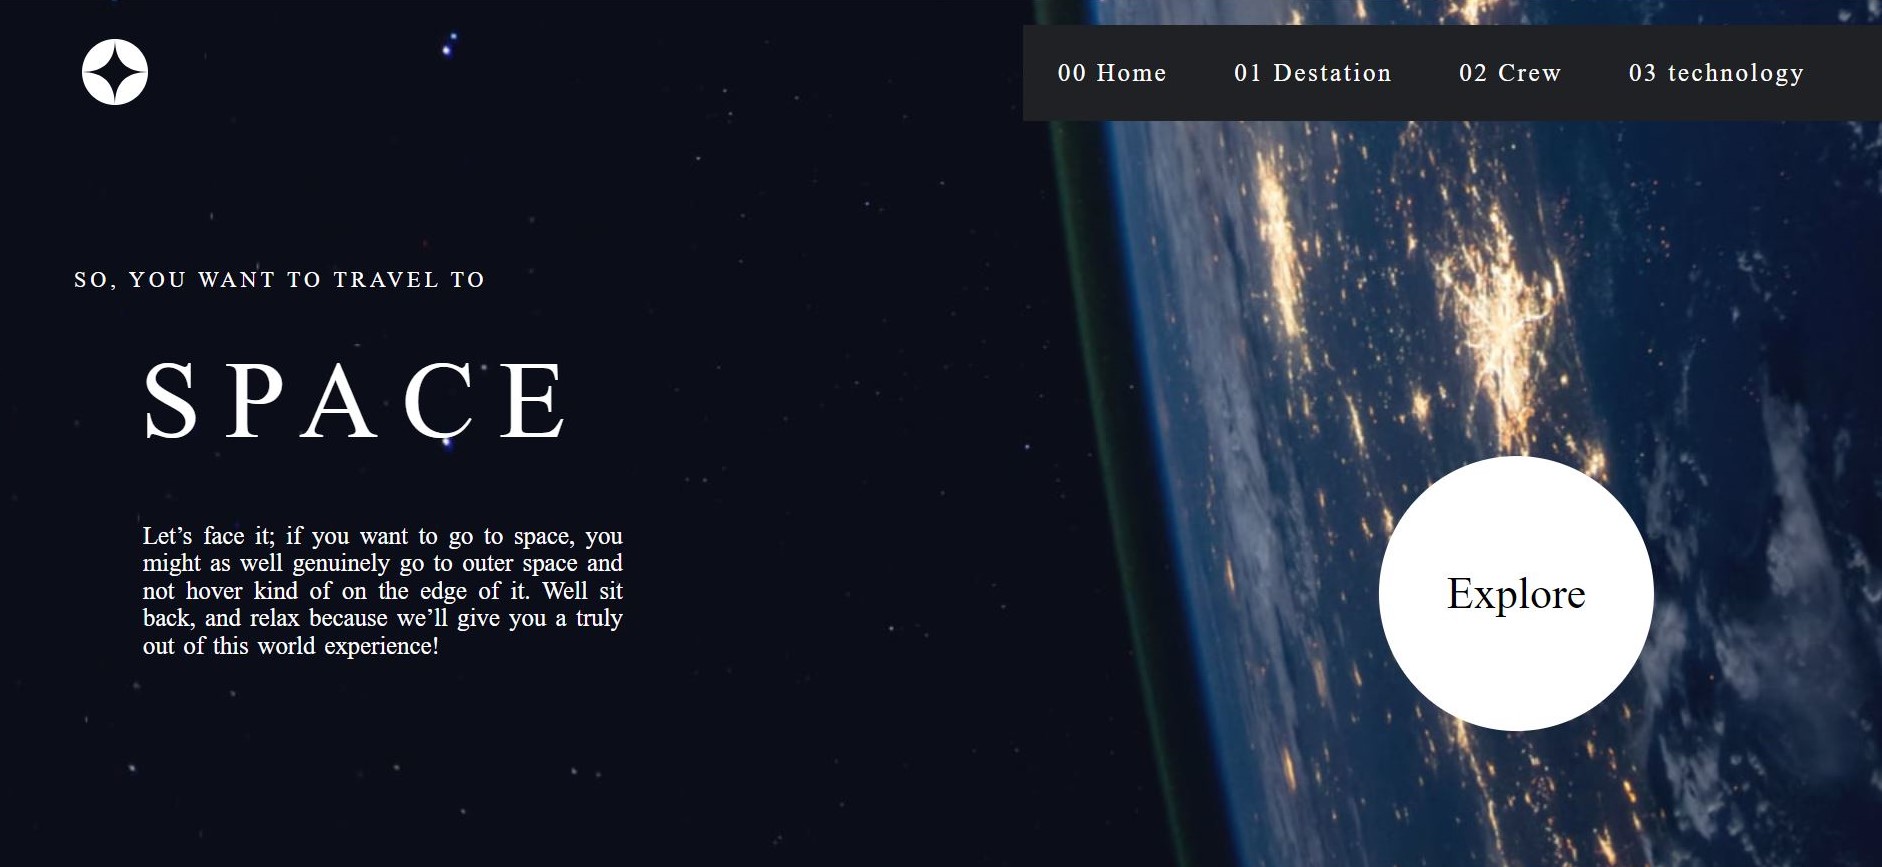 00 Home 01 Destation 02 Crew 03 technology
SO, YOU WANT TO TRAVEL TO
SPACE
Let’s face it; if you want to go to space, you
might as well genuinely go to outer space and
not hover kind of on the edge of it. Well sit
back, and relax because we’ll give you a truly
out of this world experience!
Explore